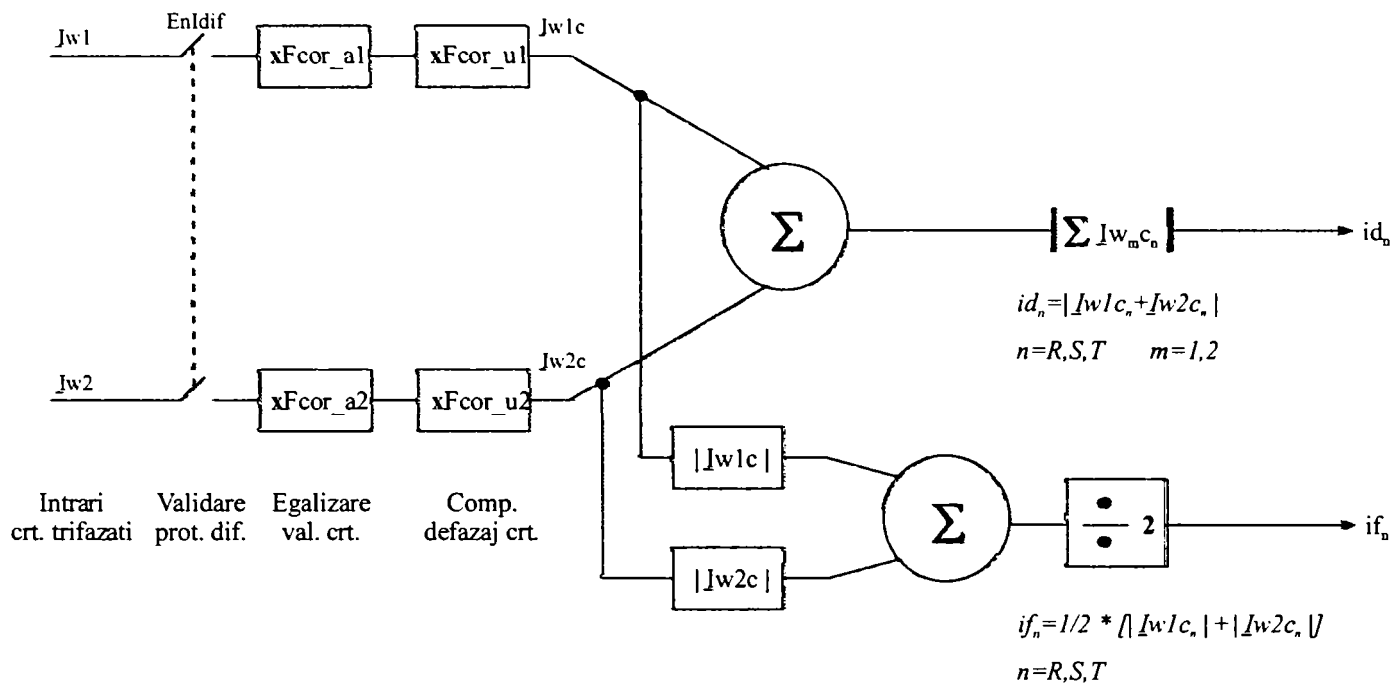 EnIdif
Iw1
xFcor_a1
xFcor_u1
Iw1c
Σ
|Σ Iwₘcₙ|
idₙ
idₙ=|Iw1cₙ+Iw2cₙ|
n=R,S,T m=1,2
Iw2
xFcor_a2
xFcor_u2
Iw2c
|Iw1c|
|Iw2c|
Σ
÷ 2
ifₙ
Intrari
crt. trifazati
Validare
prot. dif.
Egalizare
val. crt.
Comp.
defazaj crt.
ifₙ=1/2 * [|Iw1cₙ|+|Iw2cₙ|]
n=R,S,T